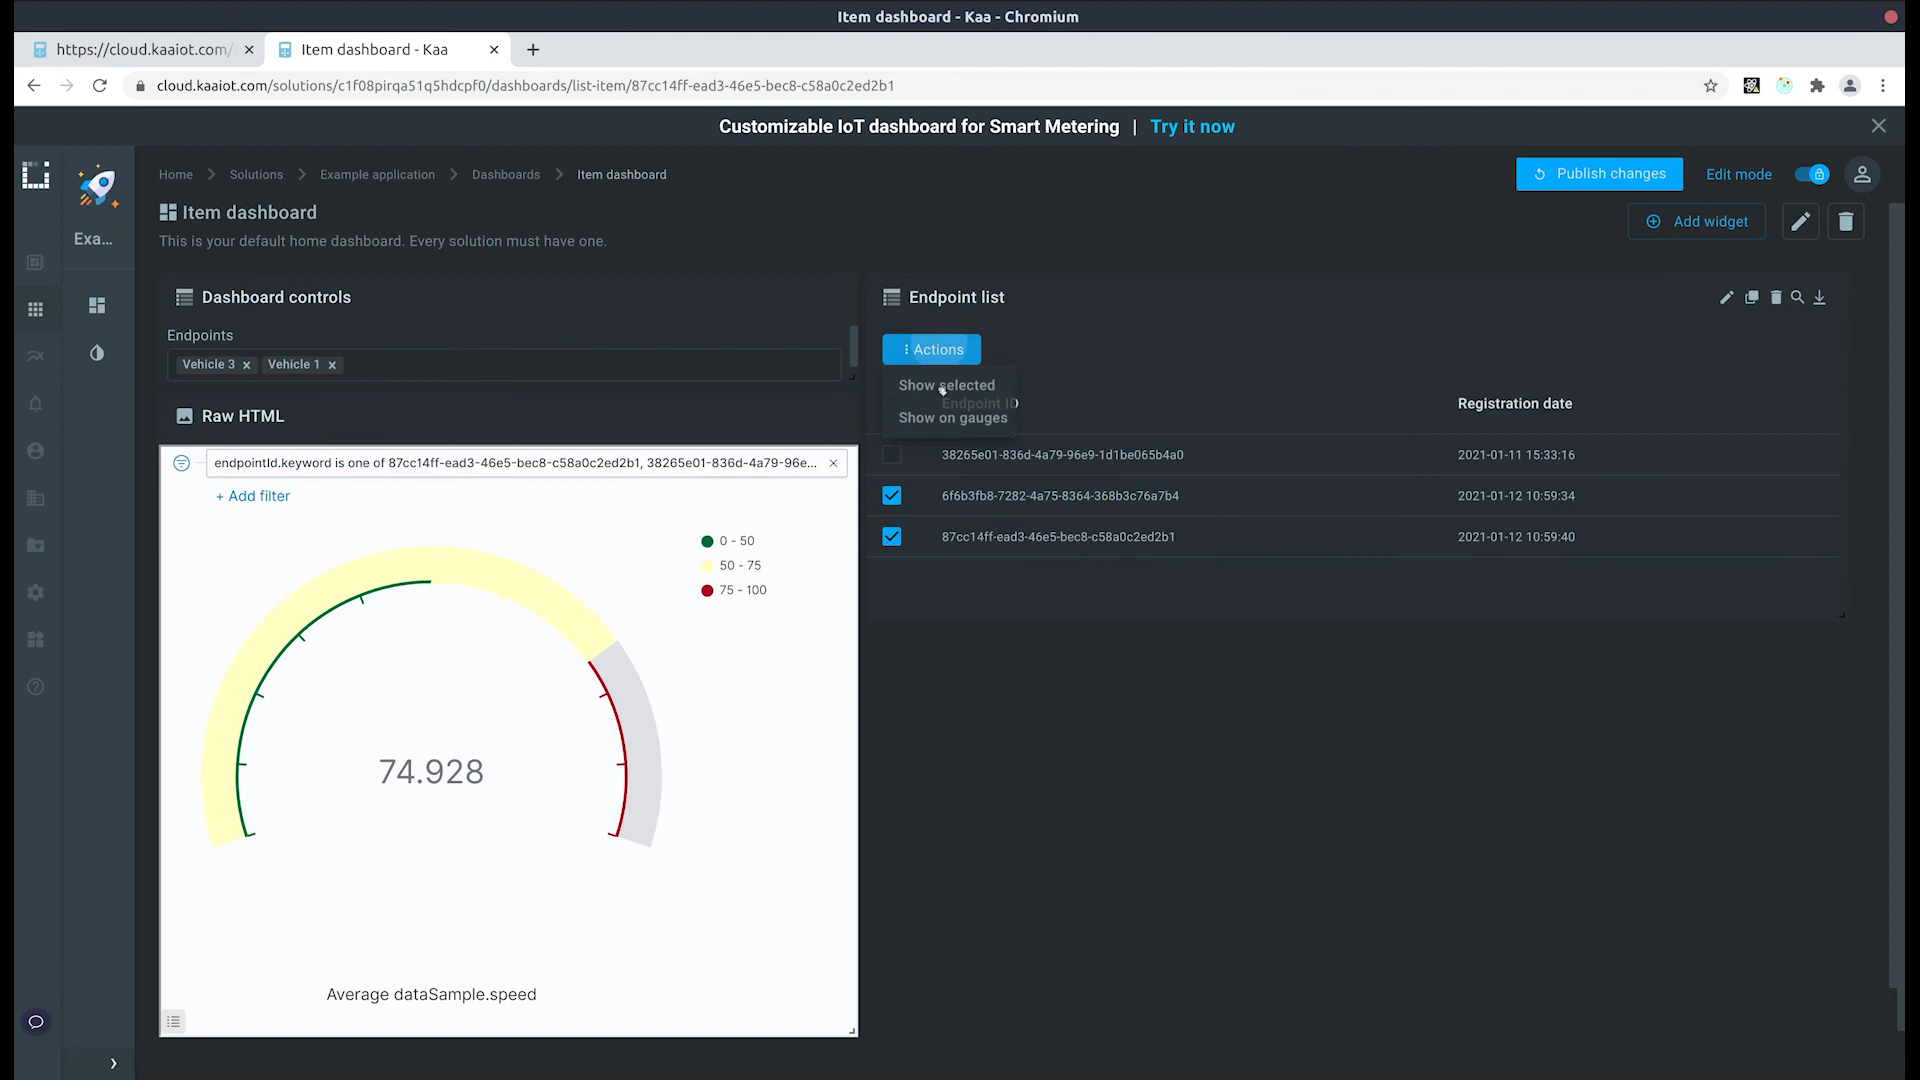 Item dashboard - Kaa - Chromium
https://cloud.kaaiot.com/
Item dashboard - Kaa
cloud.kaaiot.com/solutions/c1f08pirqa51q5hdcpf0/dashboards/list-item/87cc14ff-ead3-46e5-bec8-c58a0c2ed2b1
Customizable IoT dashboard for Smart Metering | Try it now
Home Solutions Example application Dashboards Item dashboard
Publish changes
Edit mode
Exa...
Item dashboard
This is your default home dashboard. Every solution must have one.
Add widget
Dashboard controls
Endpoints
Vehicle 3 × Vehicle 1 ×
Raw HTML
endpointId.keyword is one of 87cc14ff-ead3-46e5-bec8-c58a0c2ed2b1, 38265e01-836d-4a79-96e...
+ Add filter
0 - 50
50 - 75
75 - 100
74.928
Average dataSample.speed
Endpoint list
Actions
Show selected
Show on gauges
Endpoint ID
Registration date
38265e01-836d-4a79-96e9-1d1be065b4a0 2021-01-11 15:33:16
6f6b3fb8-7282-4a75-8364-368b3c76a7b4 2021-01-12 10:59:34
87cc14ff-ead3-46e5-bec8-c58a0c2ed2b1 2021-01-12 10:59:40